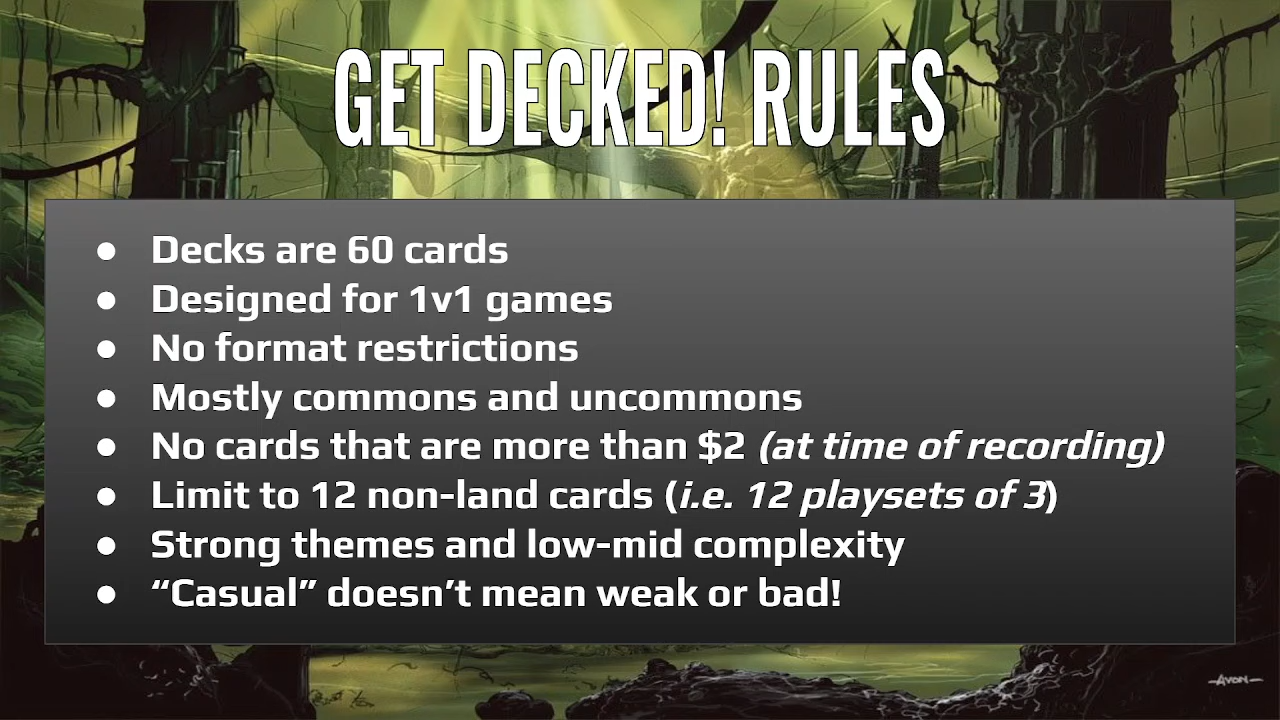 GET DECKED! RULES
● Decks are 60 cards
● Designed for 1v1 games
● No format restrictions
● Mostly commons and uncommons
● No cards that are more than $2 (at time of recording)
● Limit to 12 non-land cards (i.e. 12 playsets of 3)
● Strong themes and low-mid complexity
● “Casual” doesn’t mean weak or bad!
–AVON–